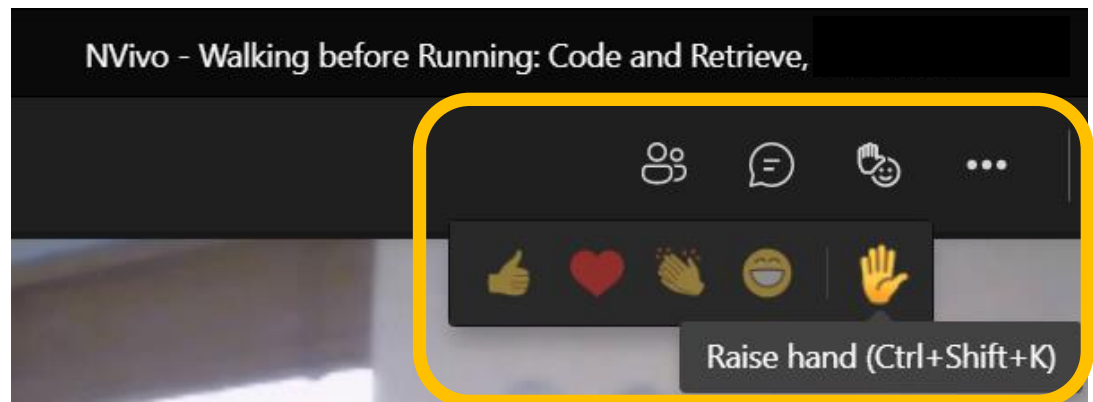 NVivo - Walking before Running: Code and Retrieve,
Raise hand (Ctrl+Shift+K)